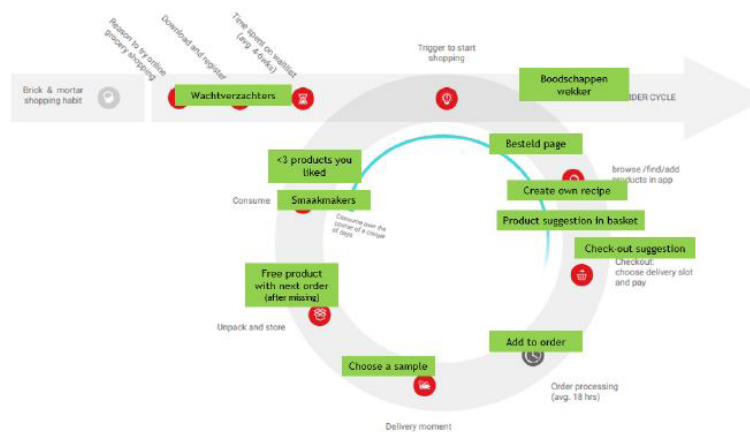 Reason to try online
grocery shopping
Download and register
Time spent on waitlist
(avg. 4-6wks)
Trigger to start
shopping
Brick & mortar
shopping habit
Wachtverzachters
Boodschappen
wekker
RDER CYCLE
Besteld page
<3 products you
liked
browse /find/add
products in app
Create own recipe
Consume
Smaakmakers
Consume over the
course of a couple
of days
Product suggestion in basket
Check-out suggestion
Checkout:
choose delivery slot
and pay
Free product
with next order
(after missing)
Unpack and store
Add to order
Choose a sample
Order processing
(avg. 18 hrs)
Delivery moment